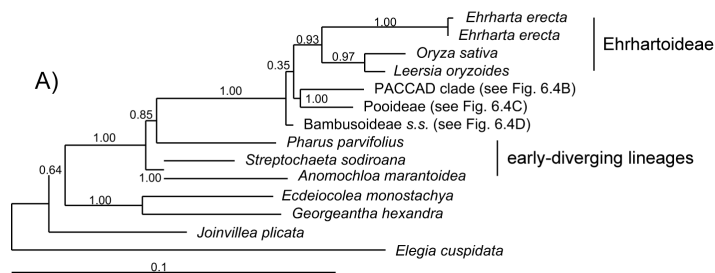 A)
1.00
Ehrharta erecta
Ehrharta erecta
0.93
0.97
Oryza sativa
Leersia oryzoides
Ehrhartoideae
0.35
PACCAD clade (see Fig. 6.4B)
1.00
Pooideae (see Fig. 6.4C)
1.00
Bambusoideae s.s. (see Fig. 6.4D)
0.85
Pharus parvifolius
1.00
Streptochaeta sodiroana
early-diverging lineages
1.00
Anomochloa marantoidea
0.64
Ecdeiocolea monostachya
1.00
Georgeantha hexandra
Joinvillea plicata
Elegia cuspidata
0.1